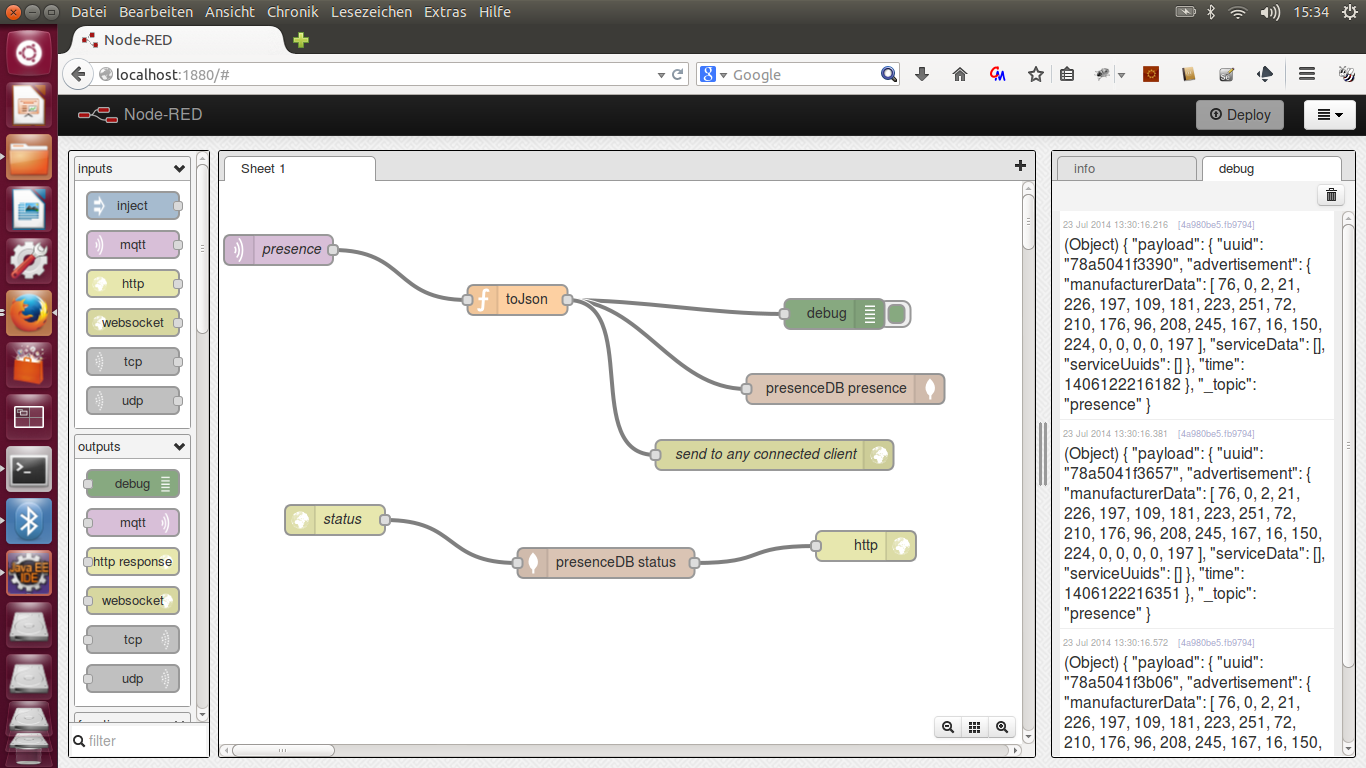 Datei Bearbeiten Ansicht Chronik Lesezeichen Extras Hilfe 15:34
Node-RED
localhost:1880/# Google
Node-RED Deploy
inputs
inject
mqtt
http
websocket
tcp
udp
outputs
debug
mqtt
http response
websocket
tcp
udp
filter
Sheet 1
presence
toJson
debug
presenceDB presence
send to any connected client
status
presenceDB status
http
info debug
23 Jul 2014 13:30:16.216 [4a980be5.fb9794]
(Object) { "payload": { "uuid":
"78a5041f3390", "advertisement": {
"manufacturerData": [ 76, 0, 2, 21,
226, 197, 109, 181, 223, 251, 72,
210, 176, 96, 208, 245, 167, 16, 150,
224, 0, 0, 0, 0, 197 ], "serviceData": [],
"serviceUuids": [] }, "time":
1406122216182 }, "_topic":
"presence" }
23 Jul 2014 13:30:16.381 [4a980be5.fb9794]
(Object) { "payload": { "uuid":
"78a5041f3657", "advertisement": {
"manufacturerData": [ 76, 0, 2, 21,
226, 197, 109, 181, 223, 251, 72,
210, 176, 96, 208, 245, 167, 16, 150,
224, 0, 0, 0, 0, 197 ], "serviceData": [],
"serviceUuids": [] }, "time":
1406122216351 }, "_topic":
"presence" }
23 Jul 2014 13:30:16.572 [4a980be5.fb9794]
(Object) { "payload": { "uuid":
"78a5041f3b06", "advertisement": {
"manufacturerData": [ 76, 0, 2, 21,
226, 197, 109, 181, 223, 251, 72,
210, 176, 96, 208, 245, 167, 16, 150,
Java EE
IDE